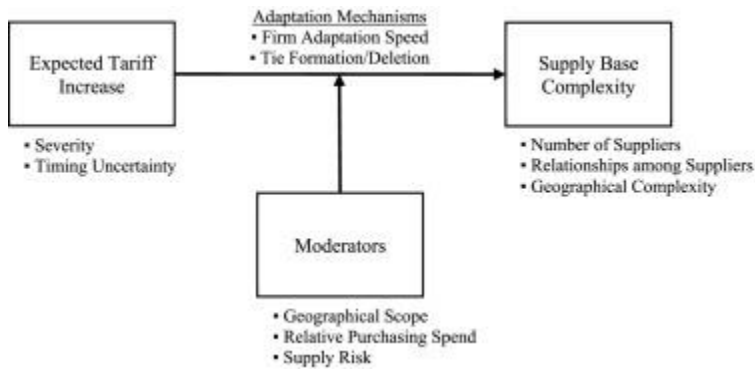 Adaptation Mechanisms
▪ Firm Adaptation Speed
▪ Tie Formation/Deletion
Expected Tariff
Increase
Supply Base
Complexity
▪ Severity
▪ Timing Uncertainty
▪ Number of Suppliers
▪ Relationships among Suppliers
▪ Geographical Complexity
Moderators
▪ Geographical Scope
▪ Relative Purchasing Spend
▪ Supply Risk